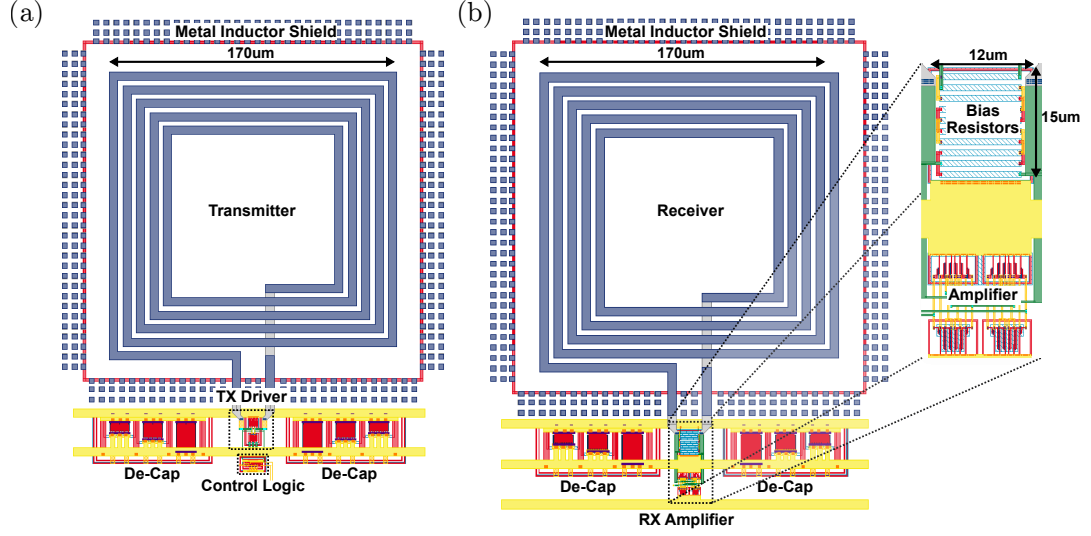 (a)
Metal Inductor Shield
170um
Transmitter
TX Driver
De-Cap
De-Cap
Control Logic
(b)
Metal Inductor Shield
170um
Receiver
De-Cap
De-Cap
RX Amplifier
12um
Bias
Resistors
15um
Amplifier